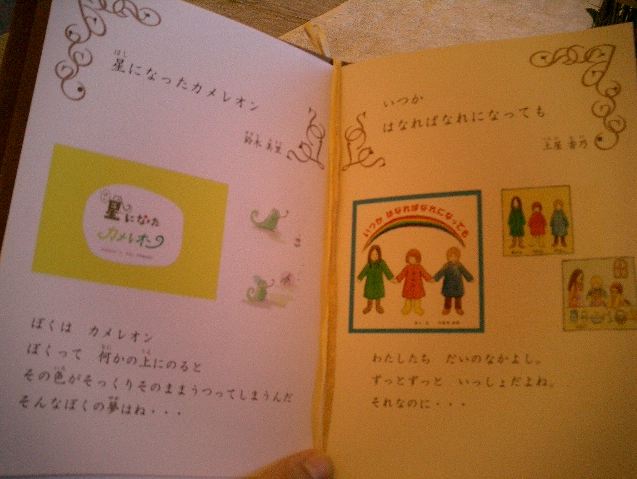 星になったカメレオン
鈴木 美里
星になった
カメレオン
ぼくは カメレオン
ぼくって 何かの上にのると
その色がそっくりそのままうつってしまうんだ
そんなぼくの夢はね・・・
いつか
はなればなれになっても
土屋
いつか はなればなれになっても
わたしたち だいのなかよし。
ずっとずっと いっしょだよね。
それなのに・・・